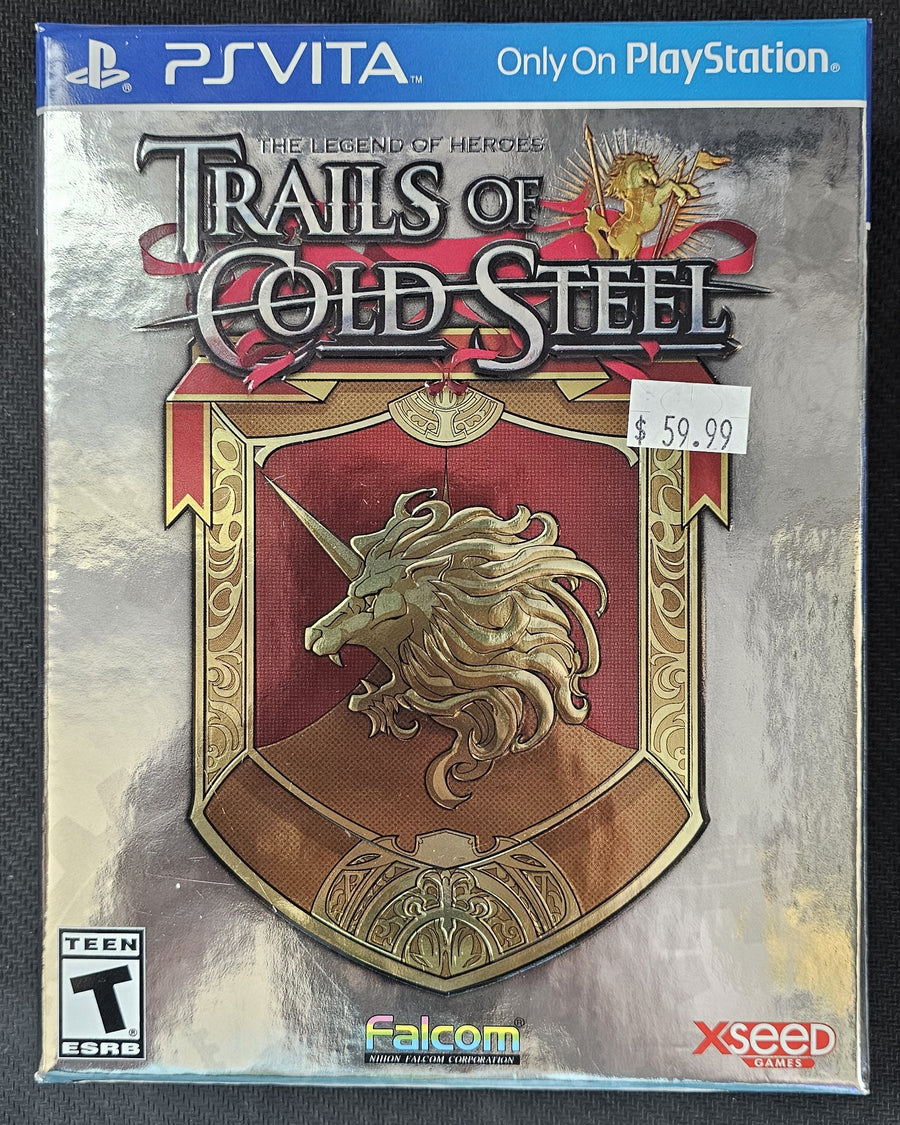 PSVITA™
Only On PlayStation®
THE LEGEND OF HEROES
TRAILS OF
COLD STEEL
$ 59.99
TEEN
T
ESRB
Falcom
NIHON FALCOM CORPORATION
XSEED
GAMES